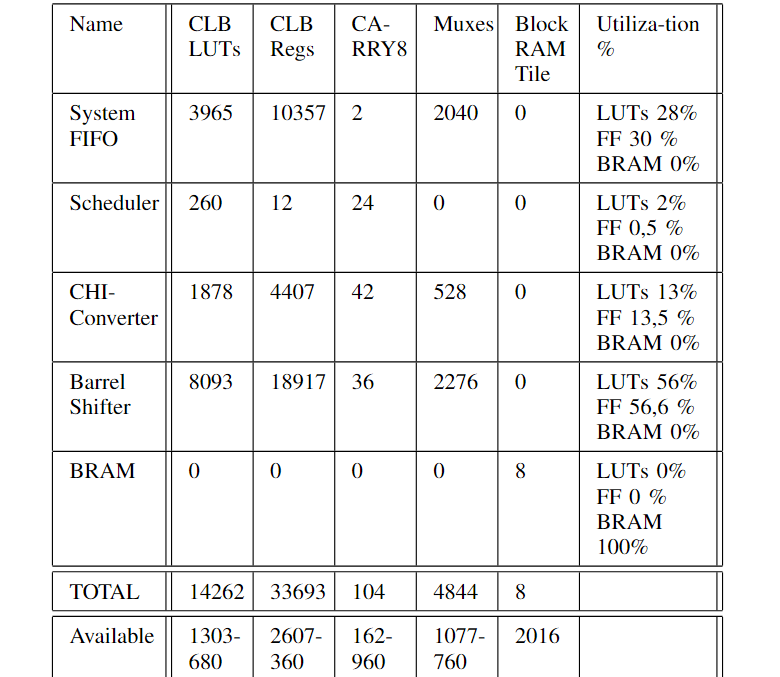 Name CLB CLB CA- Muxes Block Utiliza-tion
LUTs Regs RRY8 RAM %
Tile
System 3965 10357 2 2040 0 LUTs 28%
FIFO FF 30 %
BRAM 0%
Scheduler 260 12 24 0 0 LUTs 2%
FF 0,5 %
BRAM 0%
CHI- 1878 4407 42 528 0 LUTs 13%
Converter FF 13,5 %
BRAM 0%
Barrel 8093 18917 36 2276 0 LUTs 56%
Shifter FF 56,6 %
BRAM 0%
BRAM 0 0 0 0 8 LUTs 0%
FF 0 %
BRAM
100%
TOTAL 14262 33693 104 4844 8
Available 1303- 2607- 162- 1077- 2016
680 360 960 760